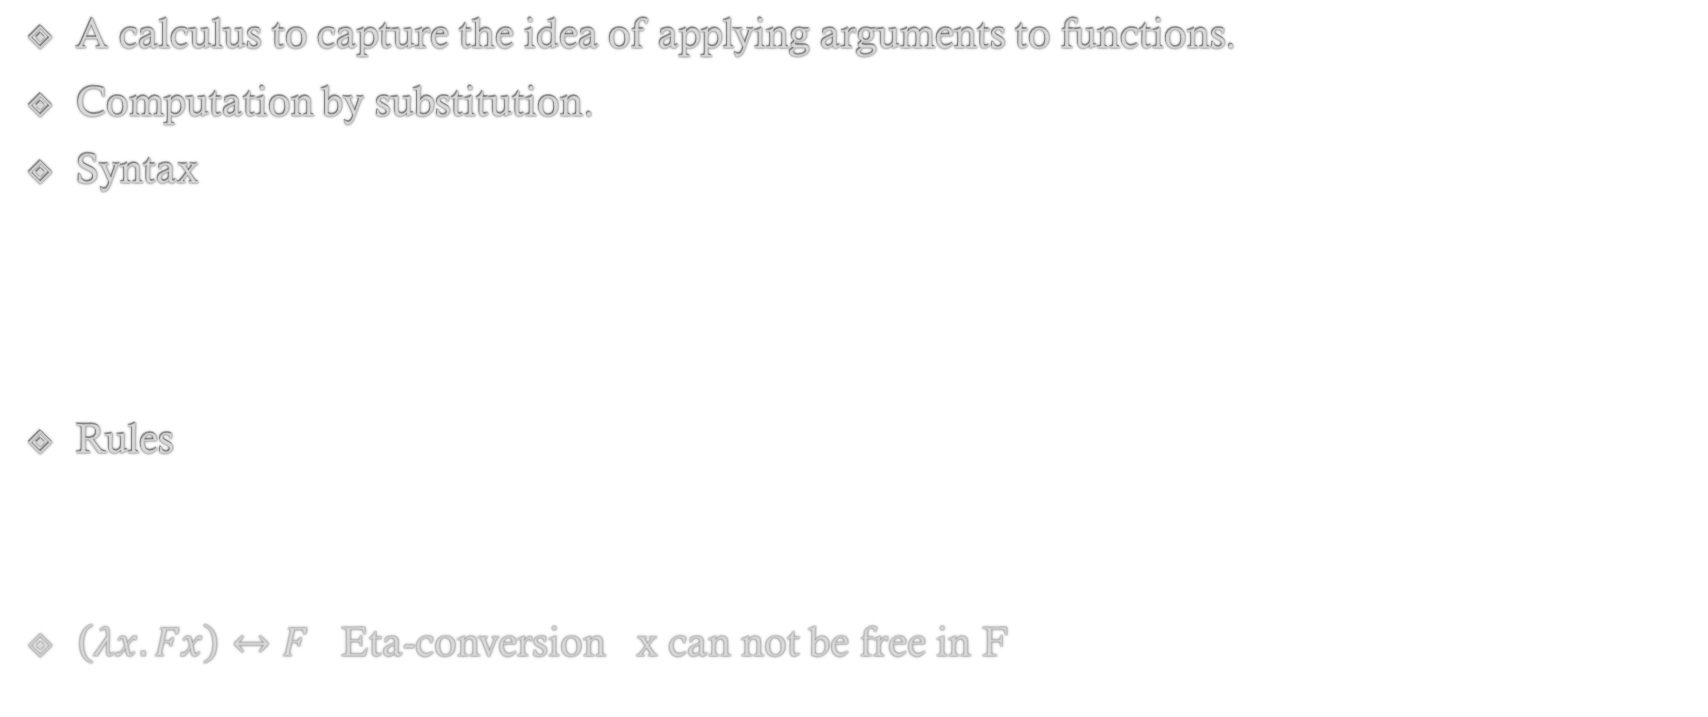 ❖ A calculus to capture the idea of applying arguments to functions.
❖ Computation by substitution.
❖ Syntax
❖ Rules
❖ (λx. Fx) ↔ F Eta-conversion x can not be free in F